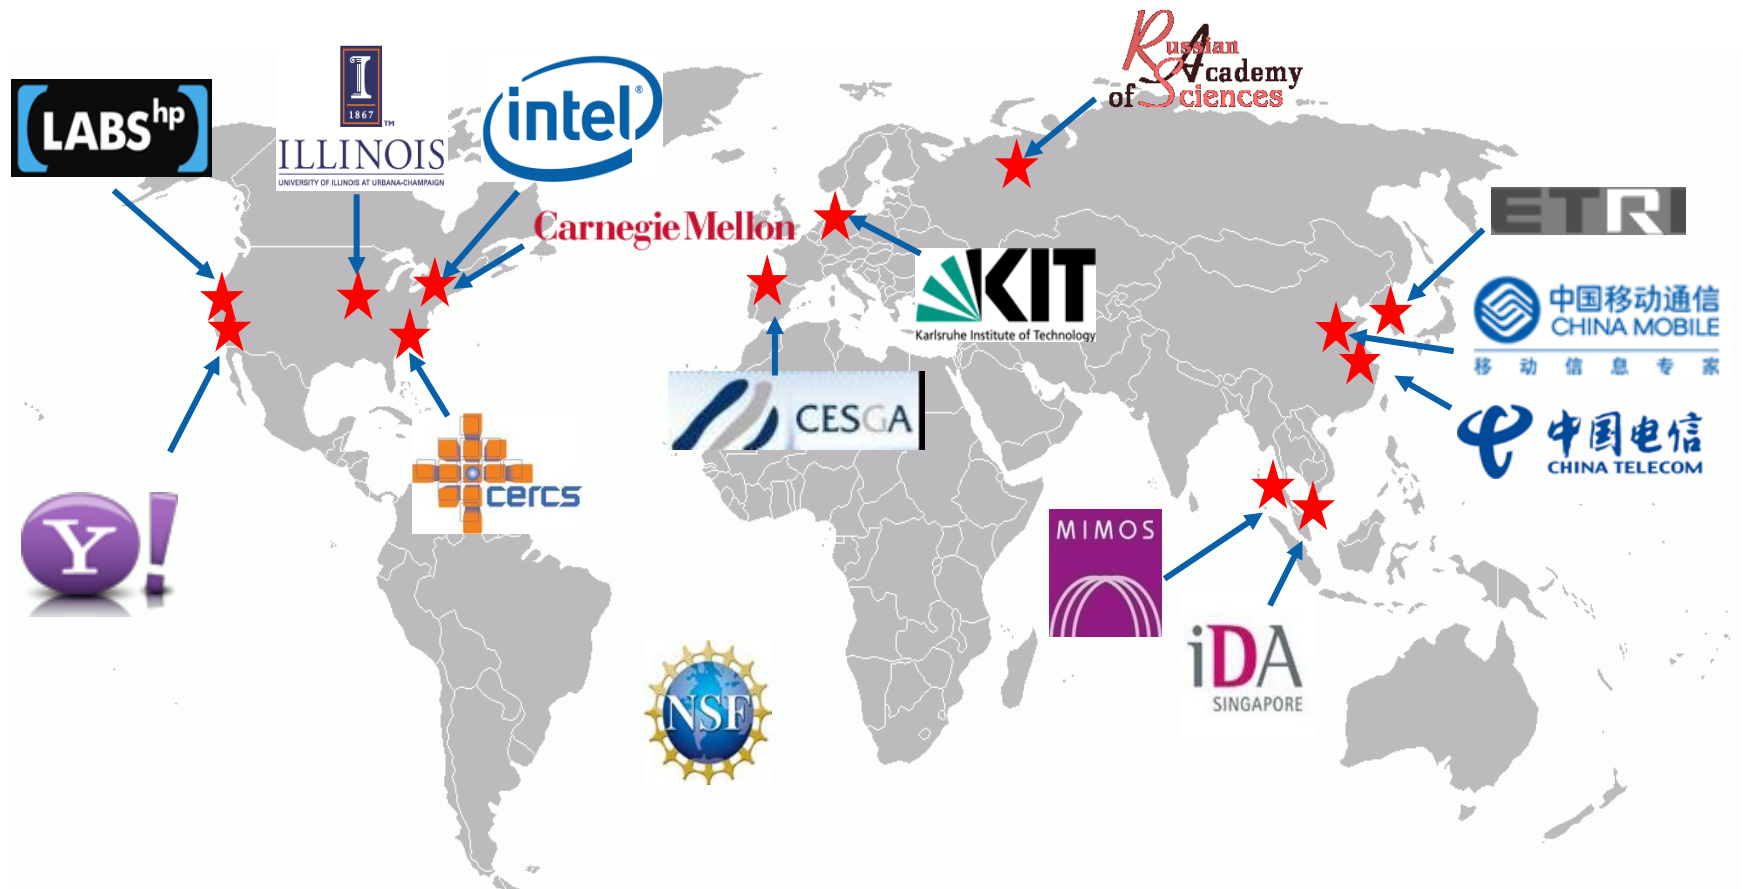 LABS hp
I
1867
TM
ILLINOIS
UNIVERSITY OF ILLINOIS AT URBANA-CHAMPAIGN
intel®
Carnegie Mellon
Russian
Academy
of Sciences
KIT
Karlsruhe Institute of Technology
CESGA
ETRI
中国移动通信
CHINA MOBILE
移动信息专家
中国电信
CHINA TELECOM
cercs
Y!
MIMOS
iDA
SINGAPORE
NSF